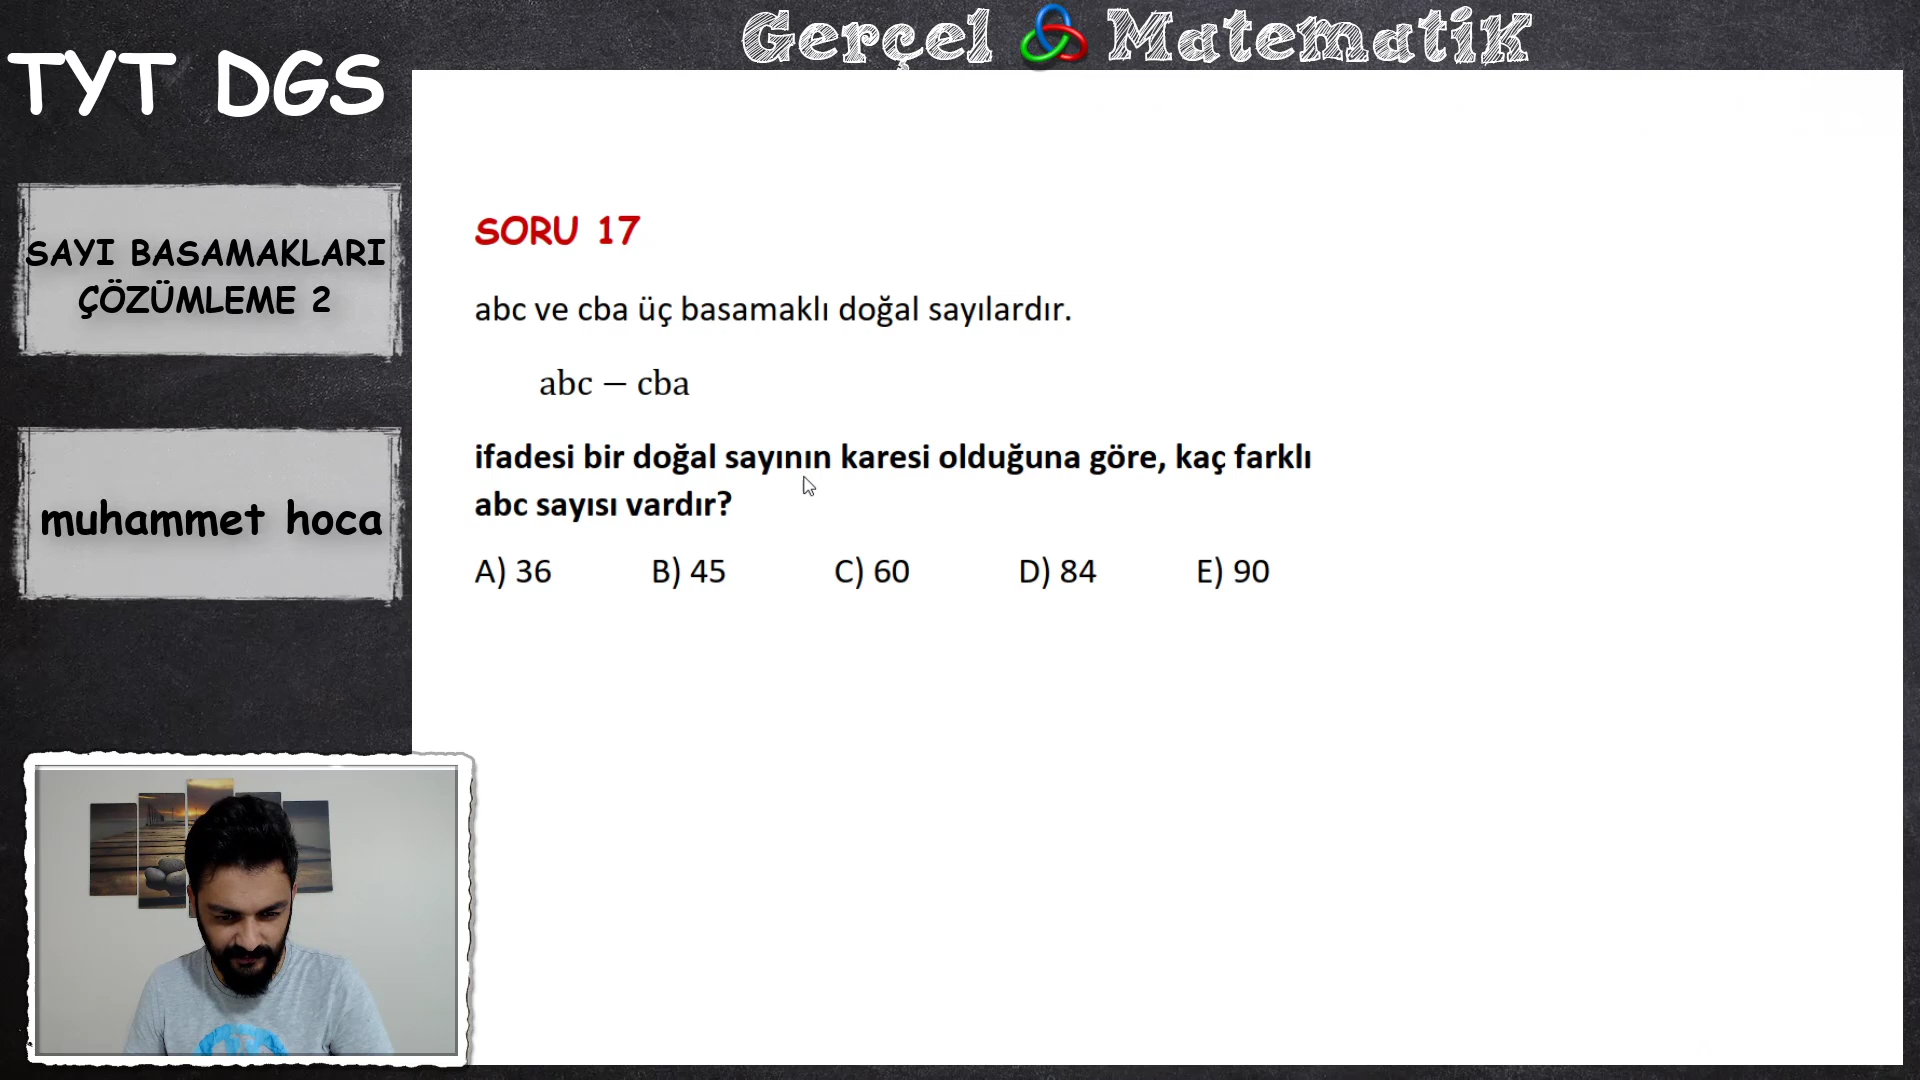 Gerçel Matematik
TYT DGS
SAYI BASAMAKLARI
ÇÖZÜMLEME 2
muhammet hoca
SORU 17
abc ve cba üç basamaklı doğal sayılardır.
abc − cba
ifadesi bir doğal sayının karesi olduğuna göre, kaç farklı
abc sayısı vardır?
A) 36 B) 45 C) 60 D) 84 E) 90